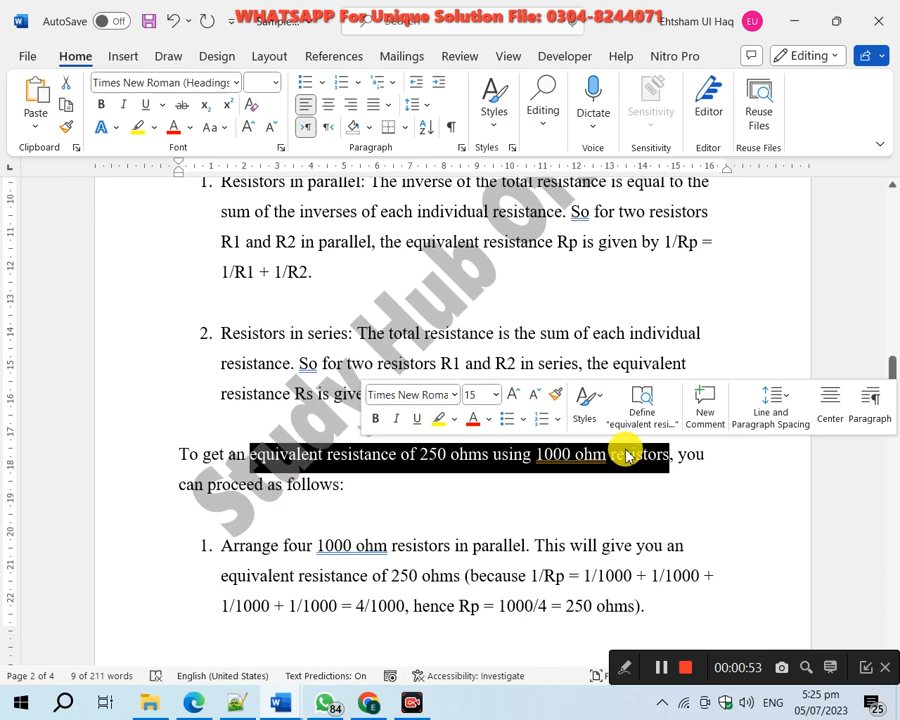 AutoSave Off Sample... WHATSAPP For Unique Solution File: 0304-8244071 Ehtsham Ul Haq EU
File Home Insert Draw Design Layout References Mailings Review View Developer Help Nitro Pro Editing
Times New Roman (Headings
Paste Styles Editing Dictate Sensitivity Editor Reuse Files
Clipboard Font Paragraph Styles Voice Sensitivity Editor Reuse Files
1. Resistors in parallel: The inverse of the total resistance is equal to the
sum of the inverses of each individual resistance. So for two resistors
R1 and R2 in parallel, the equivalent resistance Rp is given by 1/Rp =
1/R1 + 1/R2.
2. Resistors in series: The total resistance is the sum of each individual
resistance. So for two resistors R1 and R2 in series, the equivalent
resistance Rs is give
Times New Roma 15
Styles Define "equivalent resi..." New Comment Line and Paragraph Spacing Center Paragraph
To get an equivalent resistance of 250 ohms using 1000 ohm resistors, you
can proceed as follows:
1. Arrange four 1000 ohm resistors in parallel. This will give you an
equivalent resistance of 250 ohms (because 1/Rp = 1/1000 + 1/1000 +
1/1000 + 1/1000 = 4/1000, hence Rp = 1000/4 = 250 ohms).
Study Hub
00:00:53
Page 2 of 4 9 of 211 words English (United States) Text Predictions: On Accessibility: Investigate
84 ENG 5:25 pm
05/07/2023 25